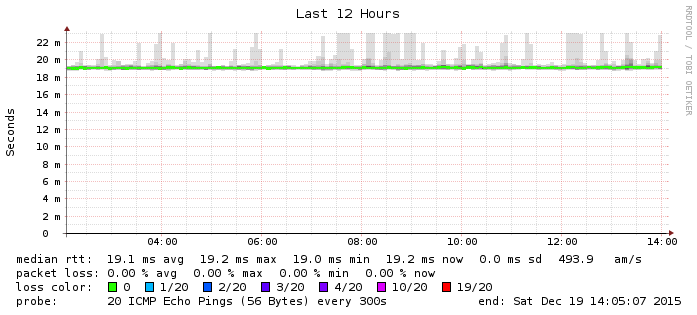 Last 12 Hours
RRDTOOL / TOBI OETIKER
Seconds
22 m
20 m
18 m
16 m
14 m
12 m
10 m
8 m
6 m
4 m
2 m
0
04:00 06:00 08:00 10:00 12:00 14:00
median rtt: 19.1 ms avg 19.2 ms max 19.0 ms min 19.2 ms now 0.0 ms sd 493.9 am/s
packet loss: 0.00 % avg 0.00 % max 0.00 % min 0.00 % now
loss color: 0 1/20 2/20 3/20 4/20 10/20 19/20
probe: 20 ICMP Echo Pings (56 Bytes) every 300s end: Sat Dec 19 14:05:07 2015